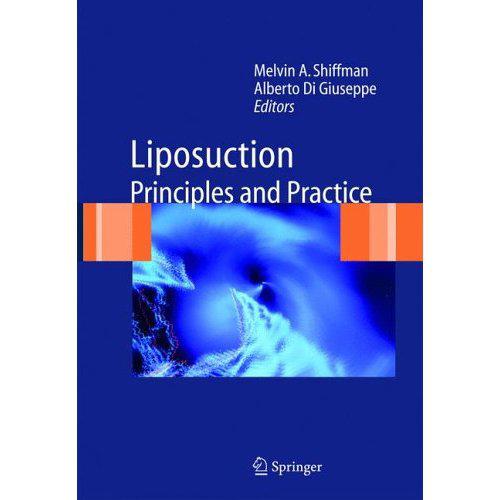 Melvin A. Shiffman
Alberto Di Giuseppe
Editors
Liposuction
Principles and Practice
Springer